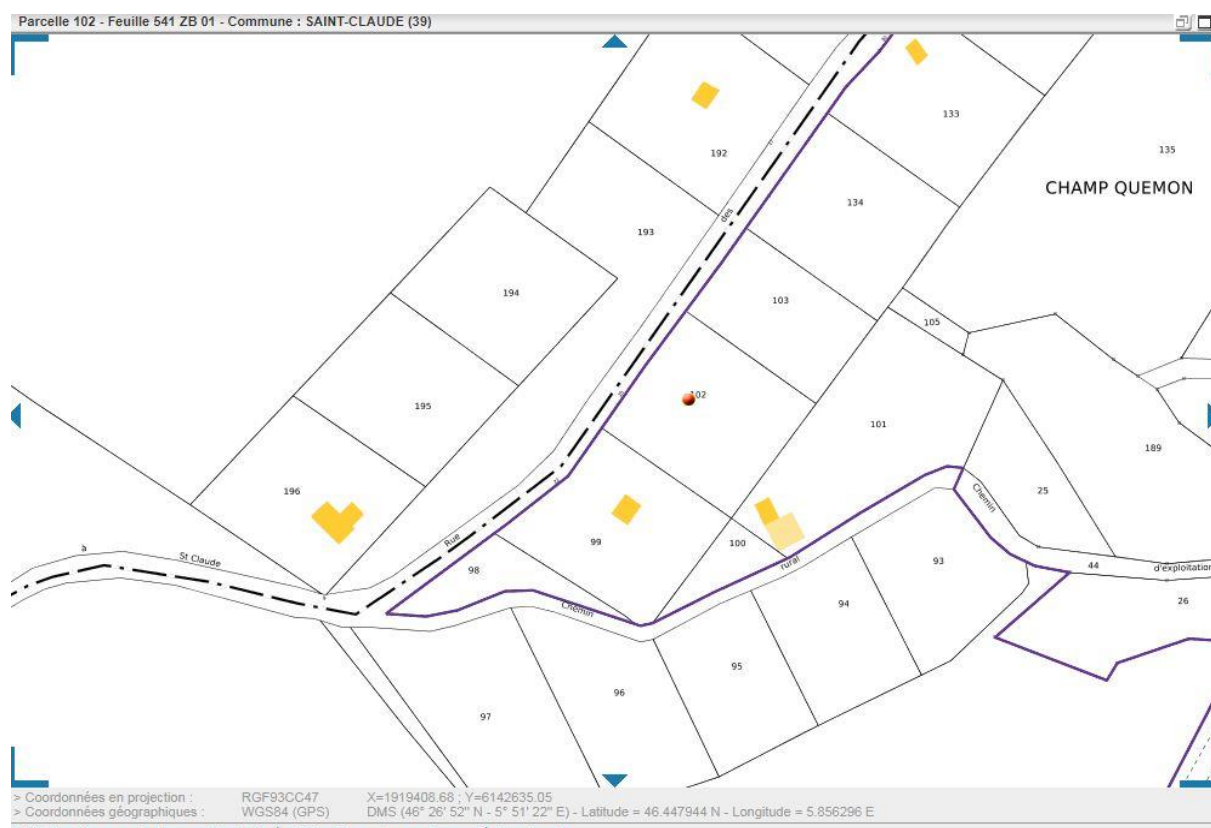 Parcelle 102 - Feuille 541 ZB 01 - Commune : SAINT-CLAUDE (39)
133
192
135
CHAMP QUEMON
134
des
193
194
103
105
102
195
101
189
196
25
Chemin
99
100
Rue
a
St Claude
98
rural
93
44
d'exploitation
26
94
Chemin
95
96
97
> Coordonnées en projection : RGF93CC47 X=1919408.68 ; Y=6142635.05
> Coordonnées géographiques : WGS84 (GPS) DMS (46° 26' 52" N - 5° 51' 22" E) - Latitude = 46.447944 N - Longitude = 5.856296 E